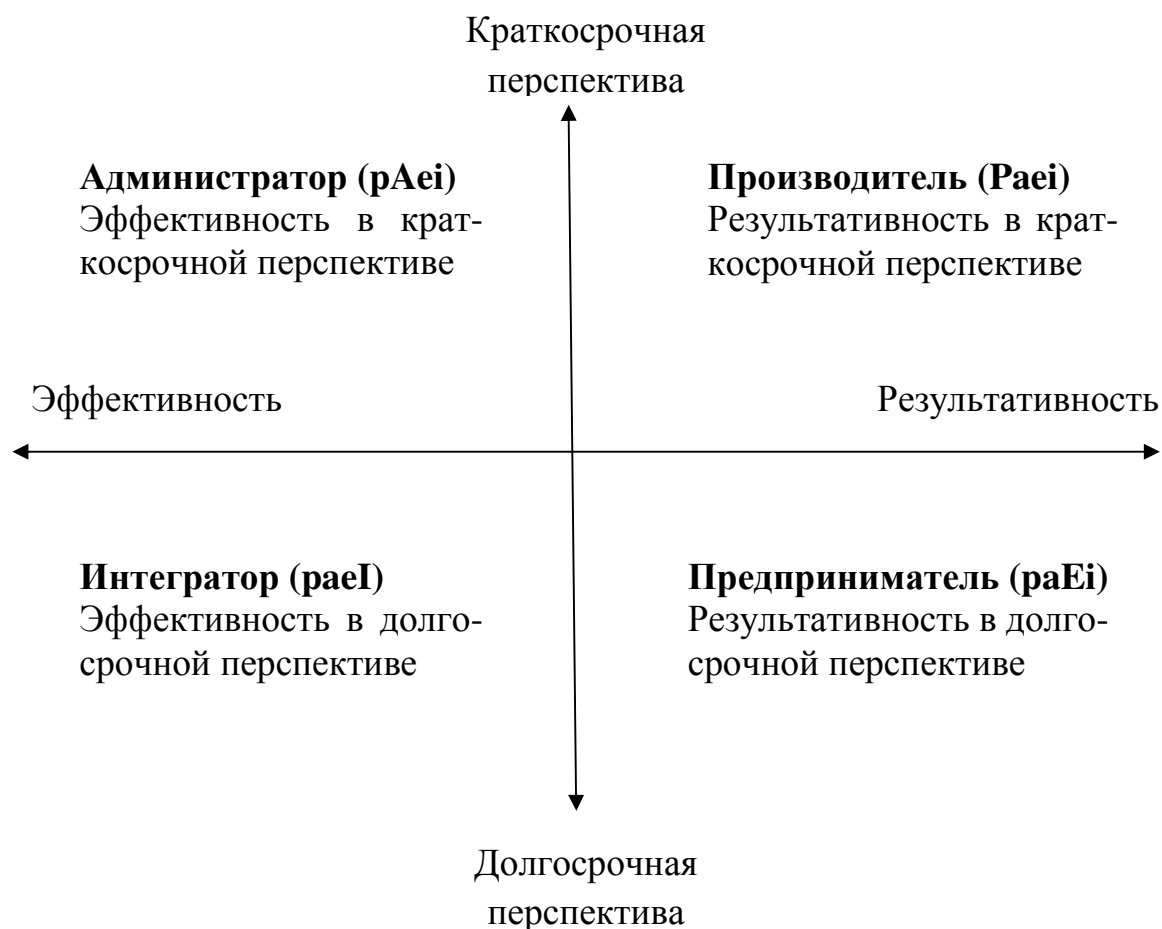 Краткосрочная
перспектива
Администратор (pAei)
Эффективность в крат-
косрочной перспективе
Производитель (Paei)
Результативность в крат-
косрочной перспективе
Эффективность
Результативность
Интегратор (paeI)
Эффективность в долго-
срочной перспективе
Предприниматель (paEi)
Результативность в долго-
срочной перспективе
Долгосрочная
перспектива